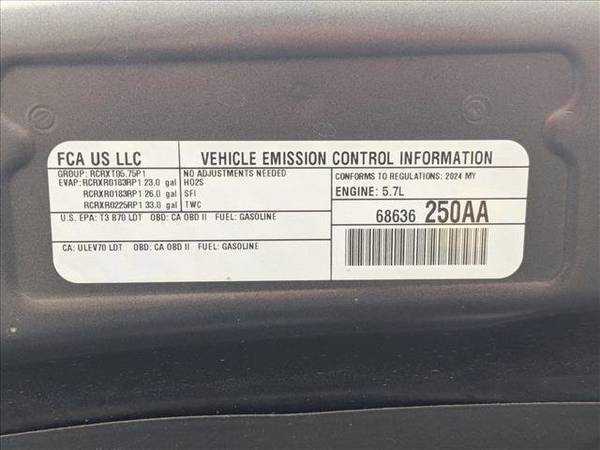 FCA US LLC
VEHICLE EMISSION CONTROL INFORMATION
GROUP: RCRXT05.75P1
EVAP: RCRXR0183RP1 23.0 gal
RCRXR0183RP1 26.0 gal
RCRXR0225RP1 33.0 gal
NO ADJUSTMENTS NEEDED
HO2S
SFI
TWC
CONFORMS TO REGULATIONS: 2024 MY
ENGINE: 5.7L
U.S. EPA: T3 B70 LDT OBD: CA OBD II FUEL: GASOLINE
68636 250AA
CA: ULEV70 LDT OBD: CA OBD II FUEL: GASOLINE